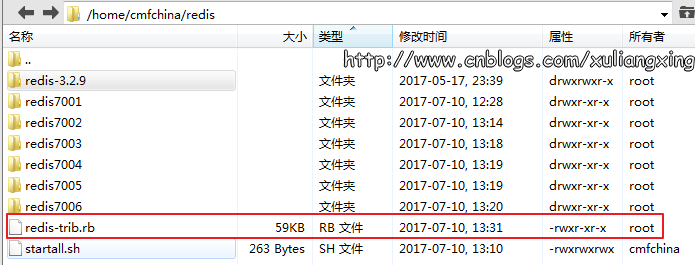 /home/cmfchina/redis
名称 大小 类型 修改时间 属性 所有者
http://www.cnblogs.com/xuliangxing
..
redis-3.2.9 文件夹 2017-05-17, 23:39 drwxrwxr-x root
redis7001 文件夹 2017-07-10, 12:28 drwxr-xr-x root
redis7002 文件夹 2017-07-10, 13:14 drwxr-xr-x root
redis7003 文件夹 2017-07-10, 13:18 drwxr-xr-x root
redis7004 文件夹 2017-07-10, 13:19 drwxr-xr-x root
redis7005 文件夹 2017-07-10, 13:19 drwxr-xr-x root
redis7006 文件夹 2017-07-10, 13:20 drwxr-xr-x root
redis-trib.rb 59KB RB 文件 2017-07-10, 13:31 -rwxr-xr-x root
startall.sh 263 Bytes SH 文件 2017-07-10, 13:10 -rwxrwxrwx cmfchina